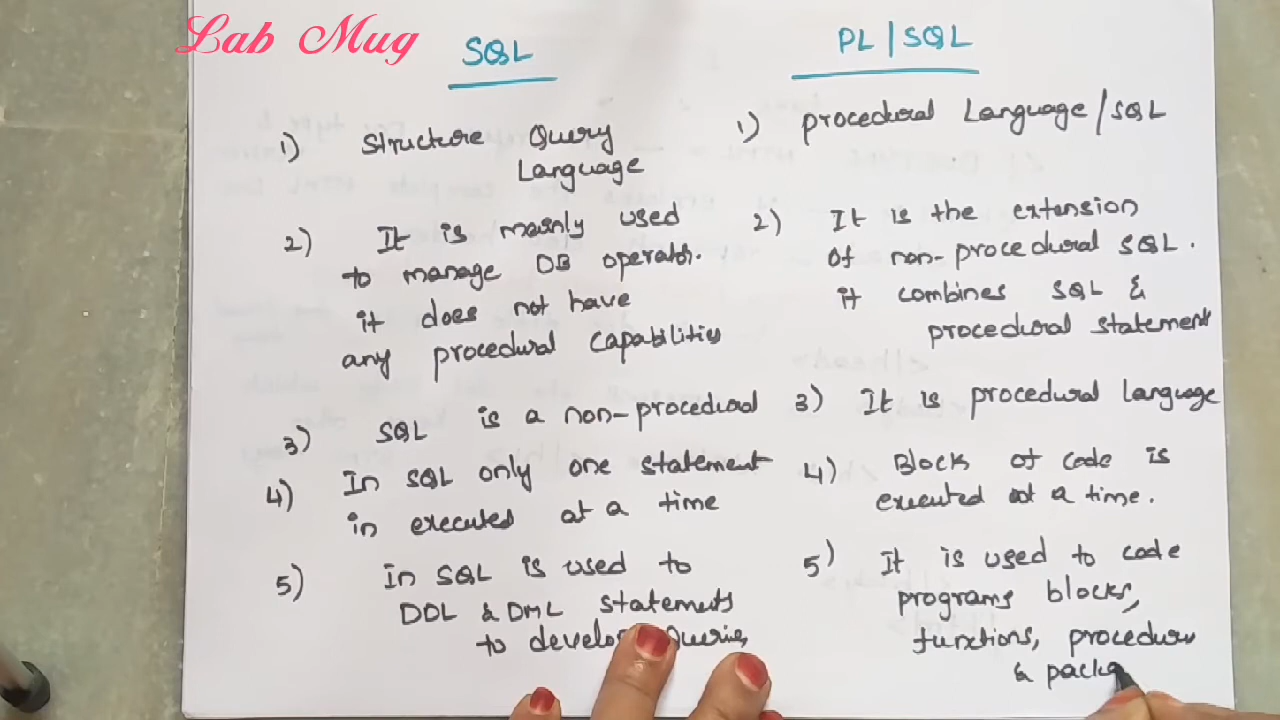 Lab Mug
SQL
1) Structure Query
Language
2) It is mainly used
to manage DB operator.
it does not have
any procedural capabilities
3) SQL is a non-procedural
4) In SQL only one statement
in executed at a time
5) In SQL is used to
DDL & DML statements
to develop Queries
PL/SQL
1) procedural Language/SQL
2) It is the extension
of non-procedural SQL.
it combines SQL &
procedural statement
3) It is procedural language
4) Block of code is
executed at a time.
5) It is used to code
programs blocks,
functions, procedure
& packa